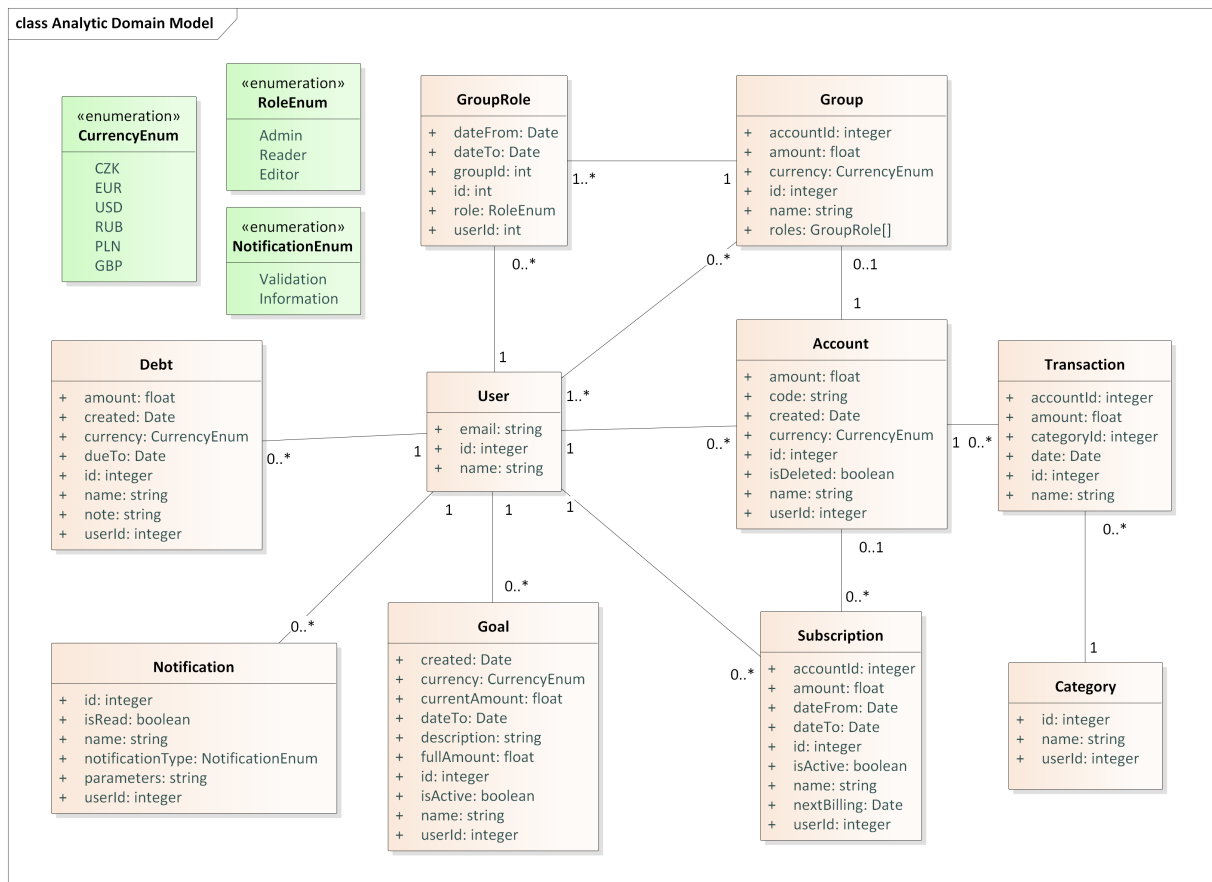 class Analytic Domain Model
«enumeration»
CurrencyEnum
CZK
EUR
USD
RUB
PLN
GBP
«enumeration»
RoleEnum
Admin
Reader
Editor
«enumeration»
NotificationEnum
Validation
Information
GroupRole
+ dateFrom: Date
+ dateTo: Date
+ groupId: int
+ id: int
+ role: RoleEnum
+ userId: int
1..*
1
Group
+ accountId: integer
+ amount: float
+ currency: CurrencyEnum
+ id: integer
+ name: string
+ roles: GroupRole[]
0..*
0..*
0..1
1
1
1..*
Debt
+ amount: float
+ created: Date
+ currency: CurrencyEnum
+ dueTo: Date
+ id: integer
+ name: string
+ note: string
+ userId: integer
0..*
1
User
+ email: string
+ id: integer
+ name: string
1
0..*
Account
+ amount: float
+ code: string
+ created: Date
+ currency: CurrencyEnum
+ id: integer
+ isDeleted: boolean
+ name: string
+ userId: integer
1
0..*
Transaction
+ accountId: integer
+ amount: float
+ categoryId: integer
+ date: Date
+ id: integer
+ name: string
1
1
1
0..1
0..*
0..*
0..*
0..*
0..*
1
Notification
+ id: integer
+ isRead: boolean
+ name: string
+ notificationType: NotificationEnum
+ parameters: string
+ userId: integer
Goal
+ created: Date
+ currency: CurrencyEnum
+ currentAmount: float
+ dateTo: Date
+ description: string
+ fullAmount: float
+ id: integer
+ isActive: boolean
+ name: string
+ userId: integer
Subscription
+ accountId: integer
+ amount: float
+ dateFrom: Date
+ dateTo: Date
+ id: integer
+ isActive: boolean
+ name: string
+ nextBilling: Date
+ userId: integer
Category
+ id: integer
+ name: string
+ userId: integer